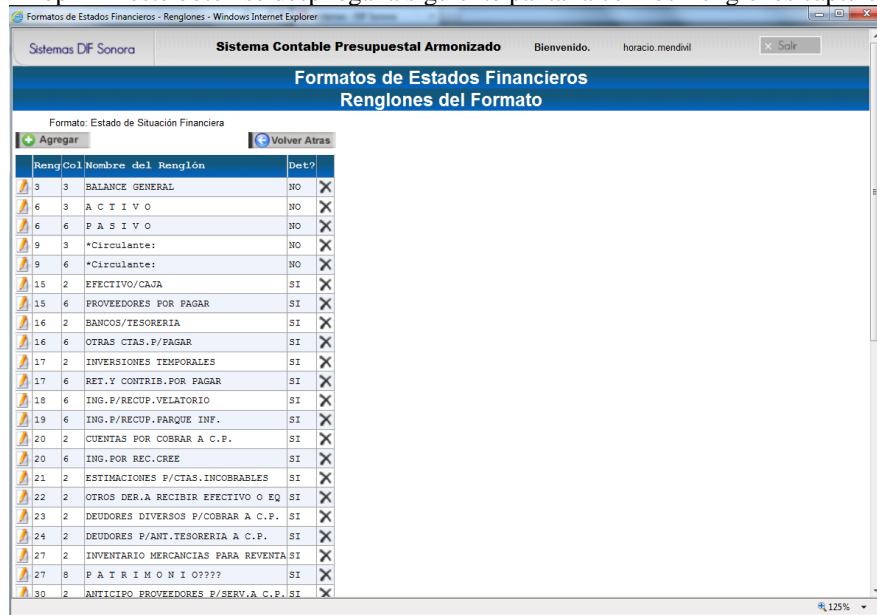 Formatos de Estados Financieros - Renglones - Windows Internet Explorer
Sistemas DIF Sonora Sistema Contable Presupuestal Armonizado Bienvenido. horacio.mendivil × Salir
Formatos de Estados Financieros
Renglones del Formato
Formato: Estado de Situación Financiera
Agregar Volver Atras
Reng Col Nombre del Renglón Det?
3 3 BALANCE GENERAL NO
6 3 A C T I V O NO
6 6 P A S I V O NO
9 3 *Circulante: NO
9 6 *Circulante: NO
15 2 EFECTIVO/CAJA SI
15 6 PROVEEDORES POR PAGAR SI
16 2 BANCOS/TESORERIA SI
16 6 OTRAS CTAS.P/PAGAR SI
17 2 INVERSIONES TEMPORALES SI
17 6 RET.Y CONTRIB.POR PAGAR SI
18 6 ING.P/RECUP.VELATORIO SI
19 6 ING.P/RECUP.PARQUE INF. SI
20 2 CUENTAS POR COBRAR A C.P. SI
20 6 ING.POR REC.CREE SI
21 2 ESTIMACIONES P/CTAS.INCOBRABLES SI
22 2 OTROS DER.A RECIBIR EFECTIVO O EQ SI
23 2 DEUDORES DIVERSOS P/COBRAR A C.P. SI
24 2 DEUDORES P/ANT.TESORERIA A C.P. SI
27 2 INVENTARIO MERCANCIAS PARA REVENTA SI
27 8 P A T R I M O N I O???? SI
30 2 ANTICIPO PROVEEDORES P/SERV.A C.P. SI
125%